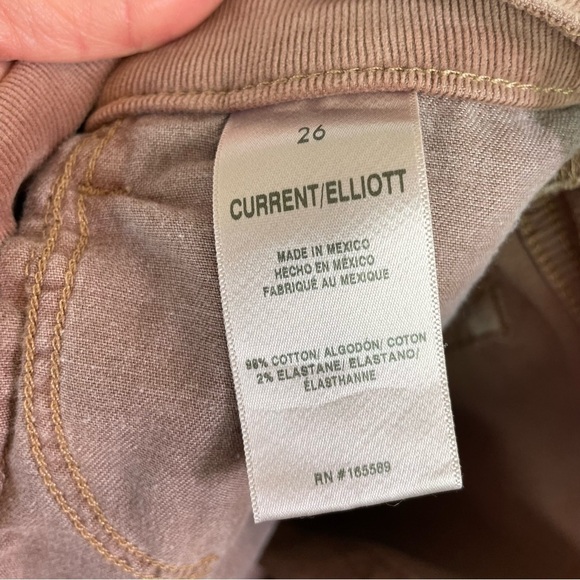 26
CURRENT/ELLIOTT
MADE IN MEXICO
HECHO EN MÉXICO
FABRIQUÉ AU MEXIQUE
98% COTTON/ ALGODÓN/ COTON
2% ELASTANE/ ELASTANO/
ÉLASTHANNE
RN #165589